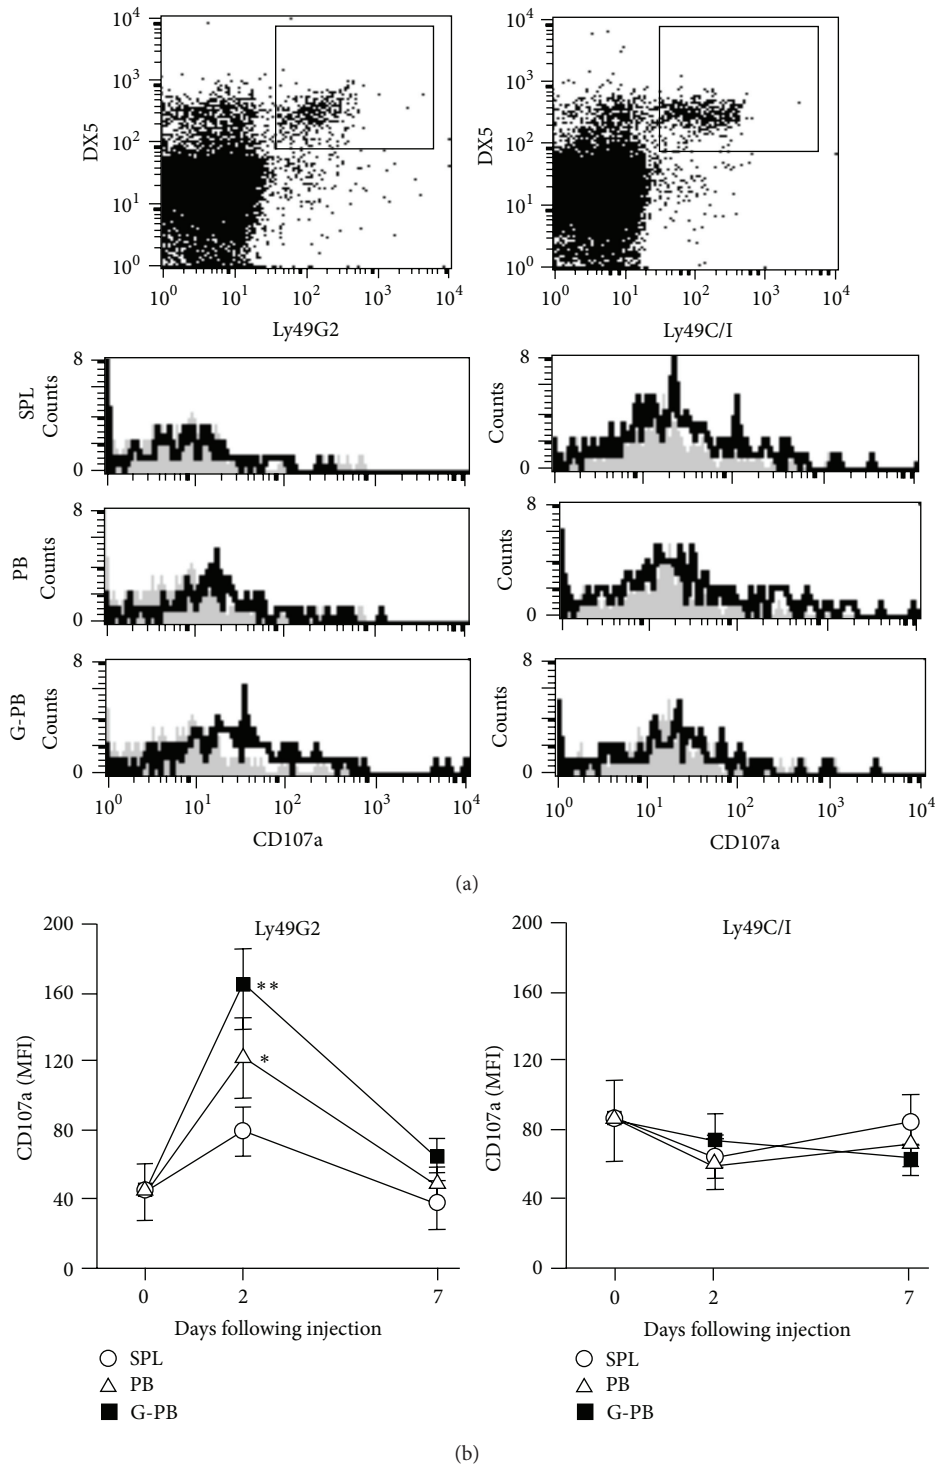 10^4
10^3
10^2
10^1
10^0
DX5
10^0 10^1 10^2 10^3 10^4
Ly49G2
10^4
10^3
10^2
10^1
10^0
DX5
10^0 10^1 10^2 10^3 10^4
Ly49C/I
SPL
Counts
8
0
Counts
8
0
PB
Counts
8
0
Counts
8
0
G-PB
Counts
8
0
10^0 10^1 10^2 10^3 10^4
CD107a
Counts
8
0
10^0 10^1 10^2 10^3 10^4
CD107a
(a)
Ly49G2
200
160
120
80
40
0
CD107a (MFI)
**
*
0 2 7
Days following injection
SPL
PB
G-PB
Ly49C/I
200
160
120
80
40
0
CD107a (MFI)
0 2 7
Days following injection
SPL
PB
G-PB
(b)